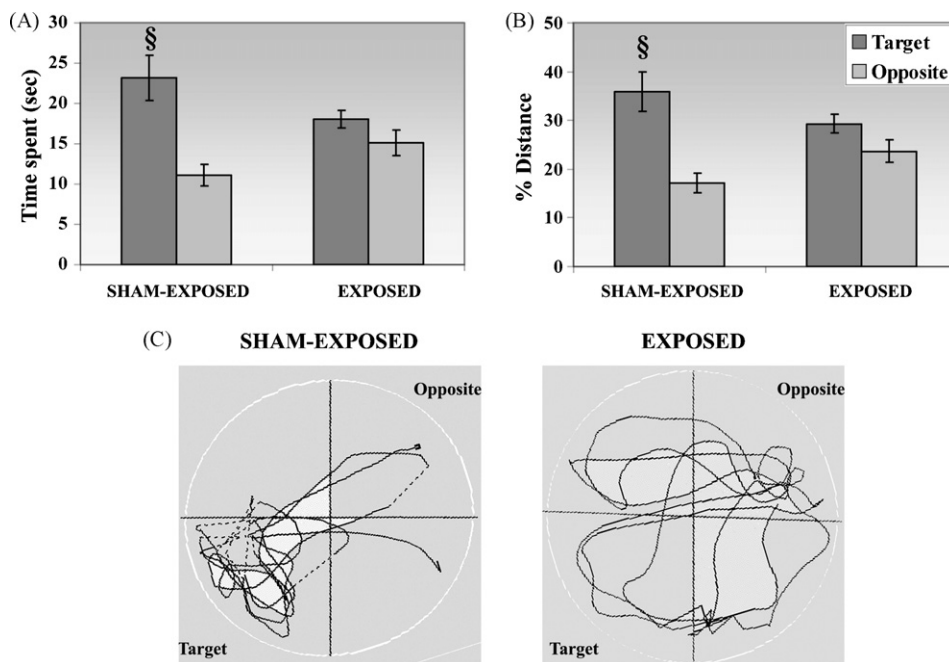 (A)
Time spent (sec)
30
25
20
15
10
5
0
§
SHAM-EXPOSED
EXPOSED
(B)
% Distance
50
40
30
20
10
0
§
Target
Opposite
SHAM-EXPOSED
EXPOSED
(C)
SHAM-EXPOSED
EXPOSED
Opposite
Target
Opposite
Target